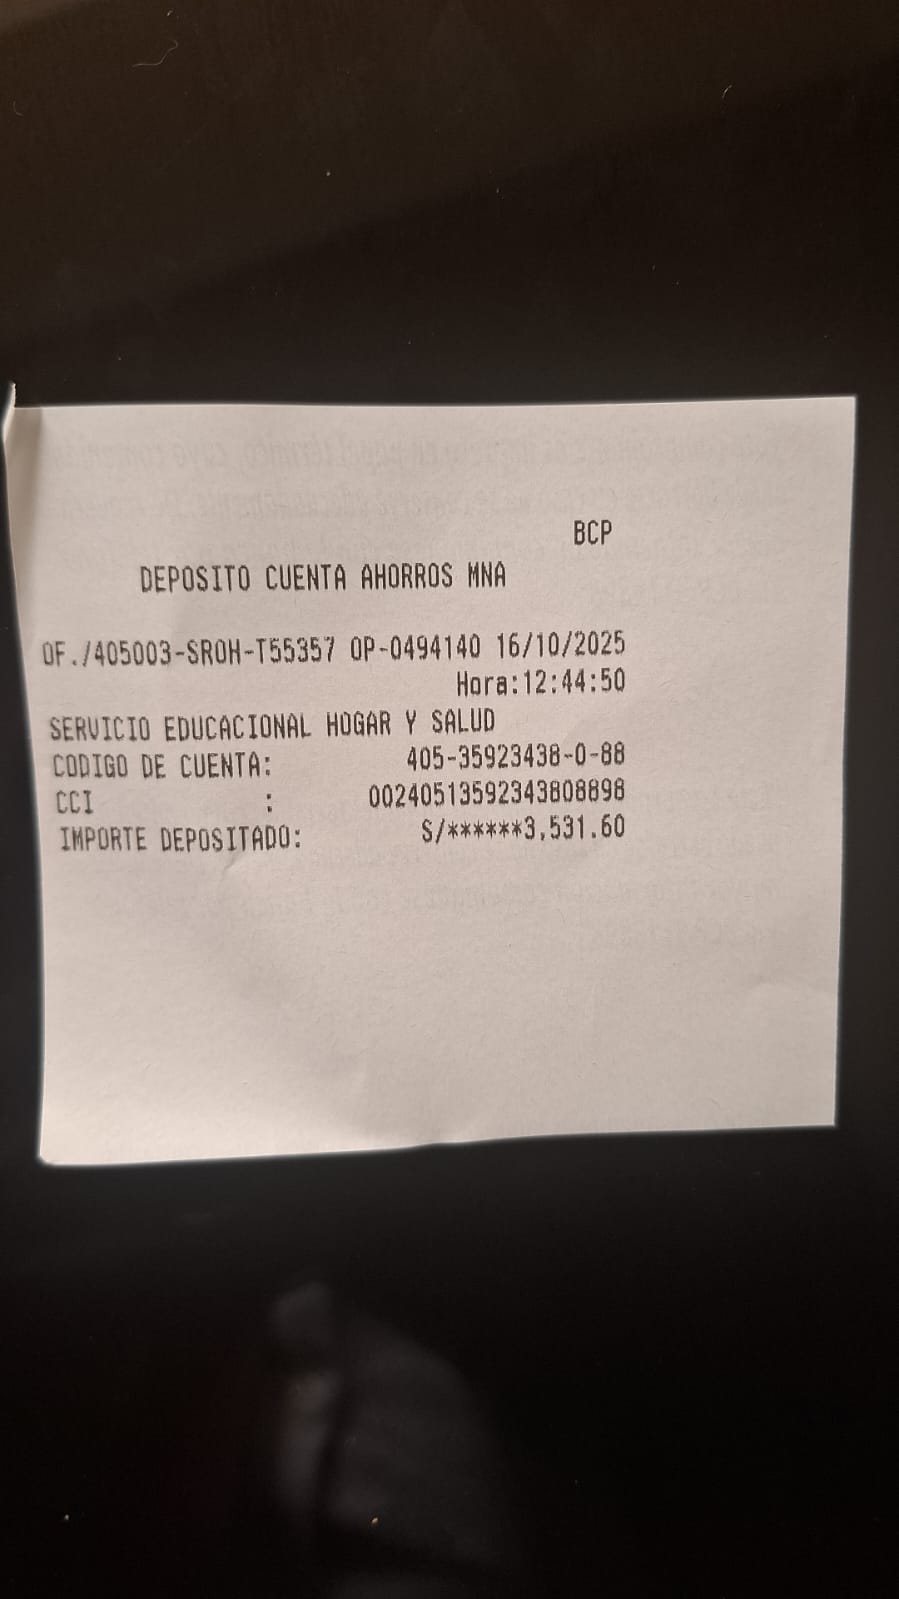 BCP
DEPOSITO CUENTA AHORROS MNA
OF./405003-SROH-T55357 OP-0494140 16/10/2025
Hora:12:44:50
SERVICIO EDUCACIONAL HOGAR Y SALUD
CODIGO DE CUENTA: 405-35923438-0-88
CCI : 00240513592343808898
IMPORTE DEPOSITADO: S/******3,531.60